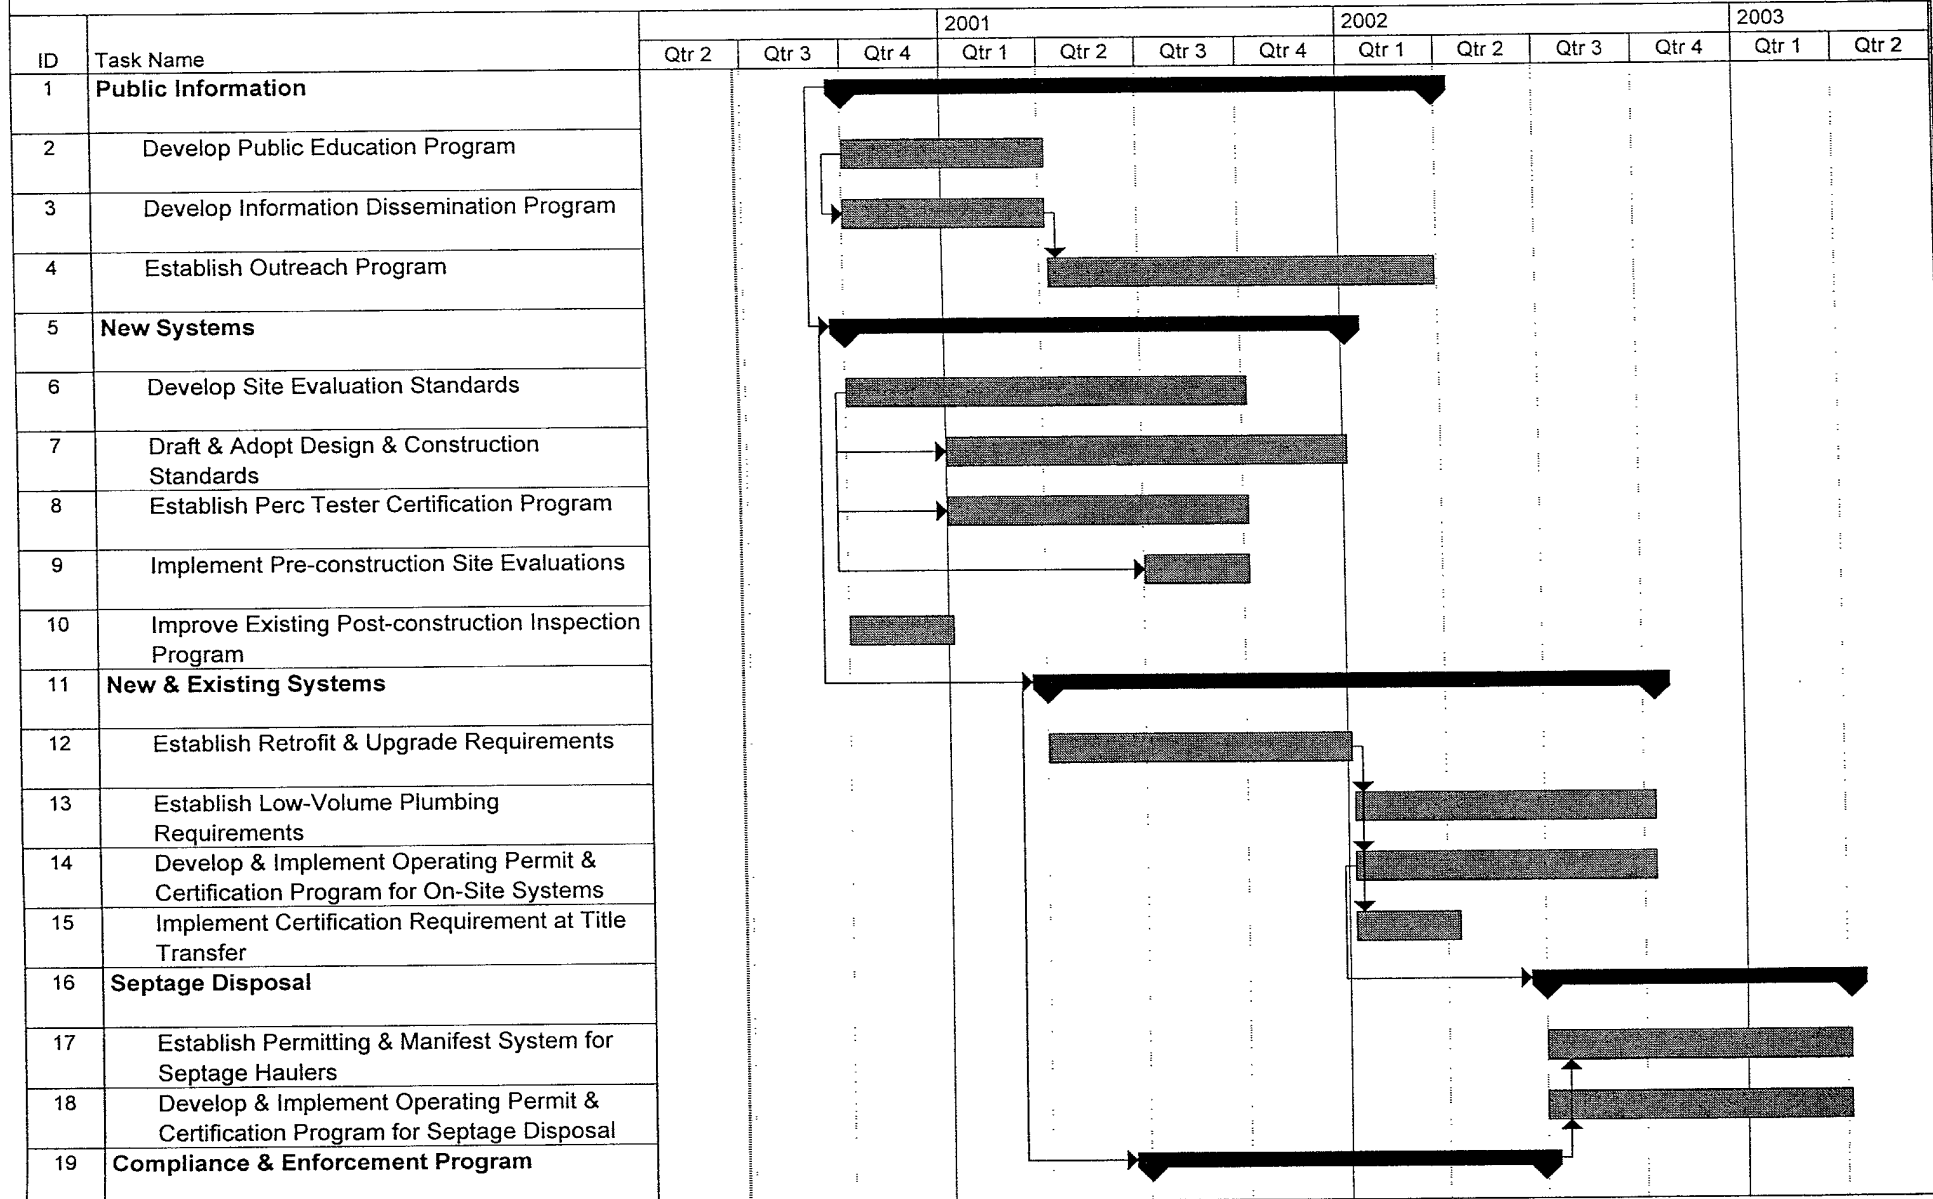 2001 2002 2003
ID Task Name Qtr 2 Qtr 3 Qtr 4 Qtr 1 Qtr 2 Qtr 3 Qtr 4 Qtr 1 Qtr 2 Qtr 3 Qtr 4 Qtr 1 Qtr 2
1 Public Information
2 Develop Public Education Program
3 Develop Information Dissemination Program
4 Establish Outreach Program
5 New Systems
6 Develop Site Evaluation Standards
7 Draft & Adopt Design & Construction
Standards
8 Establish Perc Tester Certification Program
9 Implement Pre-construction Site Evaluations
10 Improve Existing Post-construction Inspection
Program
11 New & Existing Systems
12 Establish Retrofit & Upgrade Requirements
13 Establish Low-Volume Plumbing
Requirements
14 Develop & Implement Operating Permit &
Certification Program for On-Site Systems
15 Implement Certification Requirement at Title
Transfer
16 Septage Disposal
17 Establish Permitting & Manifest System for
Septage Haulers
18 Develop & Implement Operating Permit &
Certification Program for Septage Disposal
19 Compliance & Enforcement Program